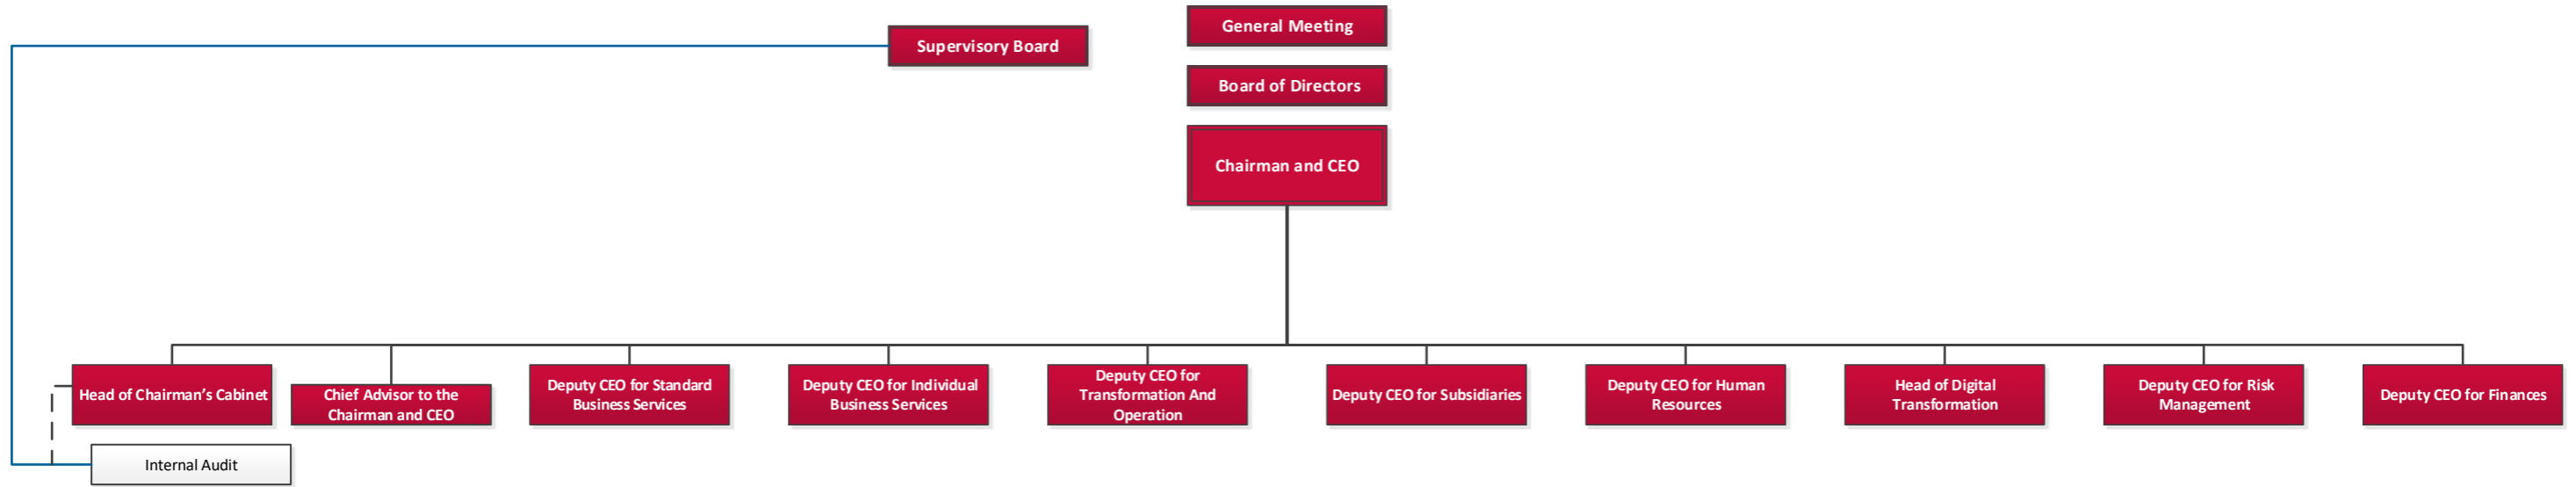 General Meeting
Supervisory Board
Board of Directors
Chairman and CEO
Head of Chairman’s Cabinet
Chief Advisor to the
Chairman and CEO
Deputy CEO for Standard
Business Services
Deputy CEO for Individual
Business Services
Deputy CEO for
Transformation And
Operation
Deputy CEO for Subsidiaries
Deputy CEO for Human
Resources
Head of Digital
Transformation
Deputy CEO for Risk
Management
Deputy CEO for Finances
Internal Audit